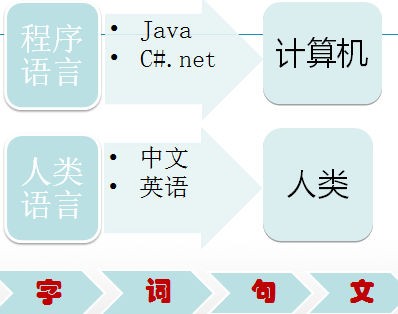 程序
语言
• Java
• C#.net
计算机
人类
语言
• 中文
• 英语
人类
字 词 句 文